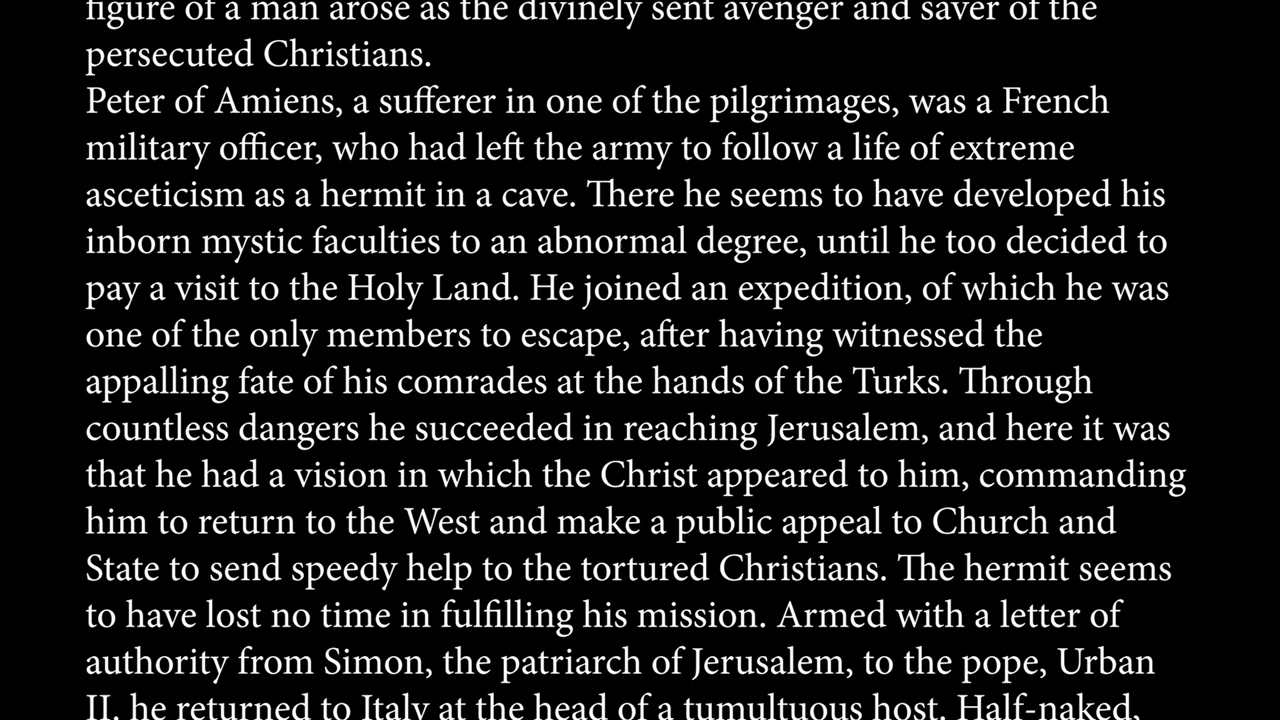 figure of a man arose as the divinely sent avenger and saver of the
persecuted Christians.
Peter of Amiens, a sufferer in one of the pilgrimages, was a French
military officer, who had left the army to follow a life of extreme
asceticism as a hermit in a cave. There he seems to have developed his
inborn mystic faculties to an abnormal degree, until he too decided to
pay a visit to the Holy Land. He joined an expedition, of which he was
one of the only members to escape, after having witnessed the
appalling fate of his comrades at the hands of the Turks. Through
countless dangers he succeeded in reaching Jerusalem, and here it was
that he had a vision in which the Christ appeared to him, commanding
him to return to the West and make a public appeal to Church and
State to send speedy help to the tortured Christians. The hermit seems
to have lost no time in fulfilling his mission. Armed with a letter of
authority from Simon, the patriarch of Jerusalem, to the pope, Urban
II. he returned to Italy at the head of a tumultuous host. Half-naked,